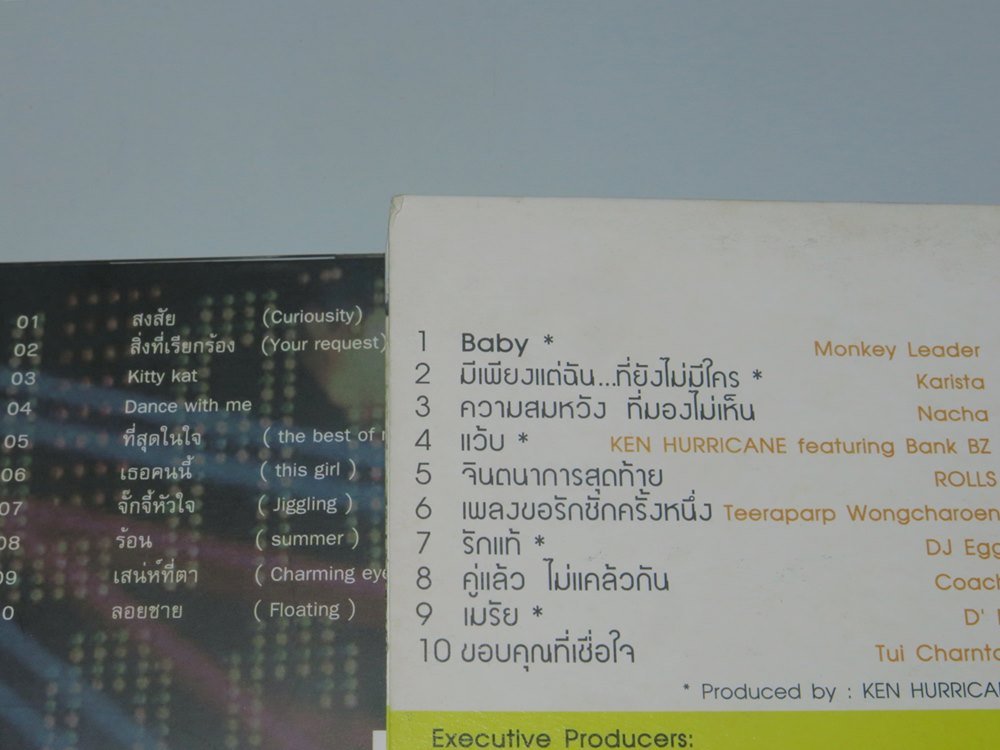 01 สงสัย (Curiousity)
02 สิ่งที่เรียกร้อง (Your request)
03 Kitty kat
04 Dance with me
05 ที่สุดในใจ ( the best of
06 เธอคนนี้ ( this girl )
07 จั๊กจี้หัวใจ ( Jiggling )
08 ร้อน ( summer )
09 เสน่ห์ที่ตา ( Charming eye
0 ลอยชาย ( Floating )
1 Baby * Monkey Leader
2 มีเพียงแต่ฉัน...ที่ยังไม่มีใคร * Karista
3 ความสมหวัง ที่มองไม่เห็น Nacha
4 แว้บ * KEN HURRICANE featuring Bank BZ
5 จินตนาการสุดท้าย ROLLS
6 เพลงขอรักซักครั้งหนึ่ง Teeraparp Wongcharoen
7 รักแท้ * DJ Egg
8 คู่แล้ว ไม่แคล้วกัน Coach
9 เมรัย * D'
10 ขอบคุณที่เชื่อใจ Tui Charnta
* Produced by : KEN HURRICA
Executive Producers: